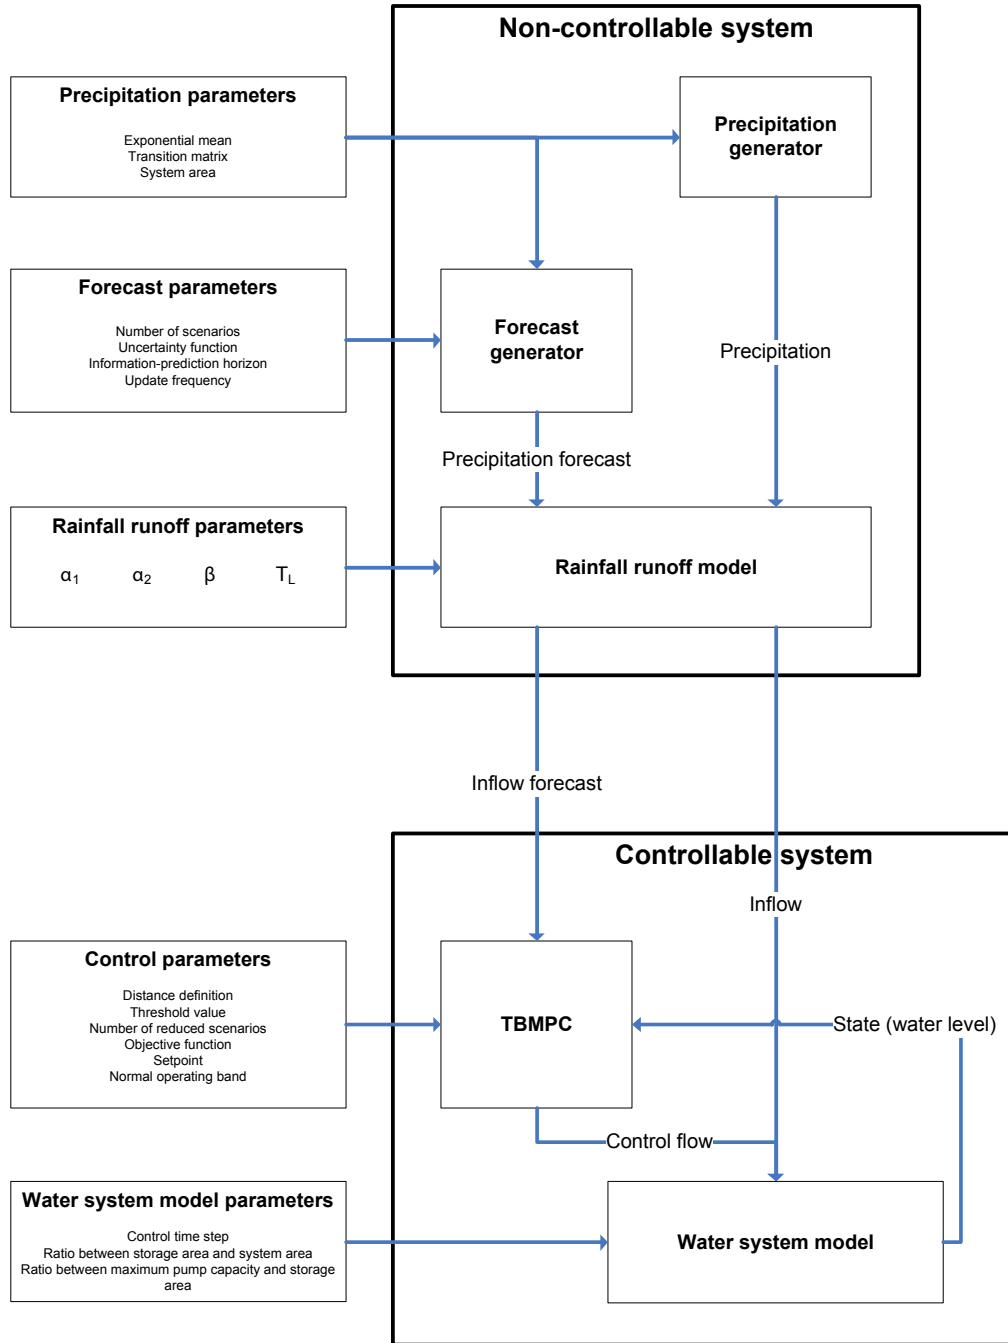 Non-controllable system
Precipitation parameters
Exponential mean
Transition matrix
System area
Precipitation
generator
Forecast parameters
Number of scenarios
Uncertainty function
Information-prediction horizon
Update frequency
Forecast
generator
Precipitation
Precipitation forecast
Rainfall runoff parameters
α₁ α₂ β T_L
Rainfall runoff model
Inflow forecast
Controllable system
Inflow
Control parameters
Distance definition
Threshold value
Number of reduced scenarios
Objective function
Setpoint
Normal operating band
TBMPC
State (water level)
Control flow
Water system model parameters
Control time step
Ratio between storage area and system area
Ratio between maximum pump capacity and storage
area
Water system model